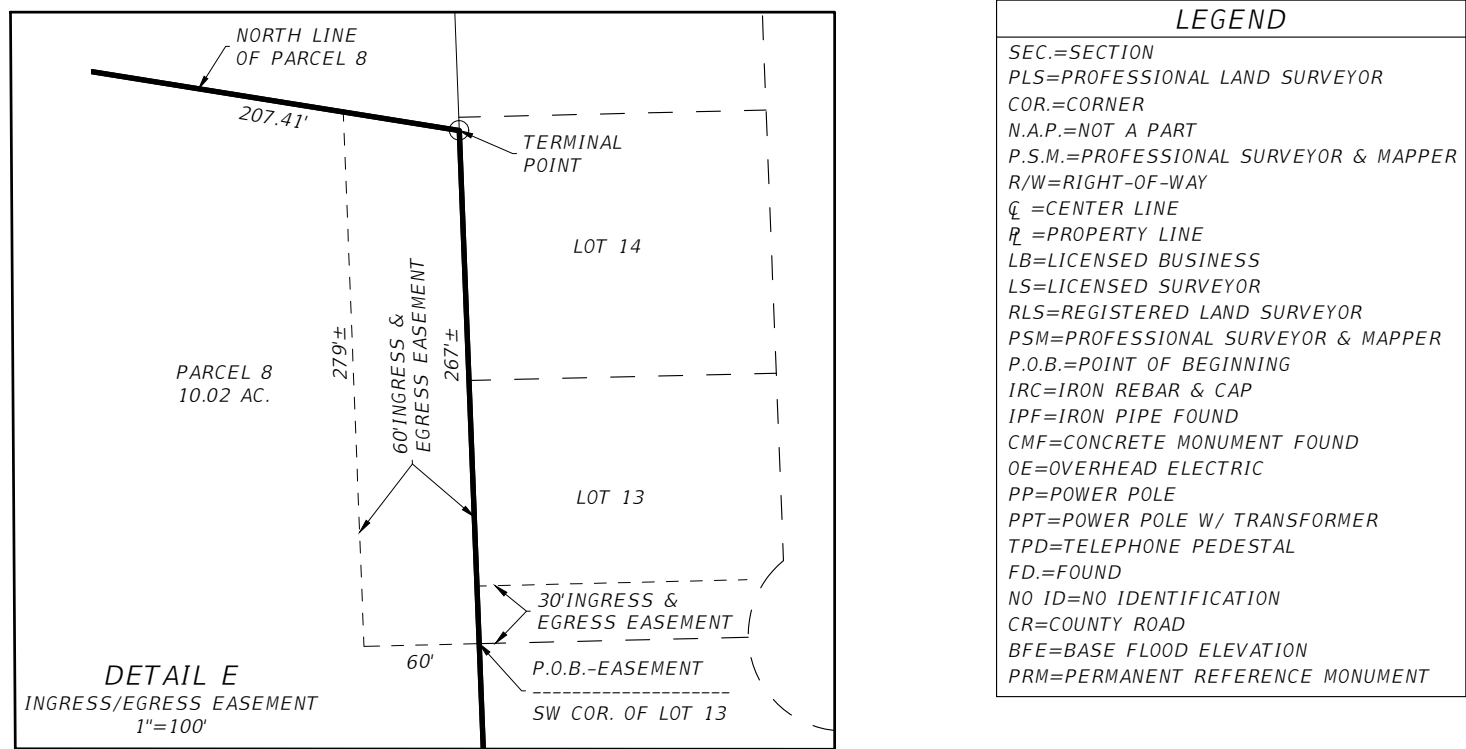 NORTH LINE
OF PARCEL 8
207.41'
TERMINAL
POINT
LOT 14
60' INGRESS &
EGRESS EASEMENT
279'±
267'±
PARCEL 8
10.02 AC.
LOT 13
30' INGRESS &
EGRESS EASEMENT
60'
P.O.B.-EASEMENT
SW COR. OF LOT 13
DETAIL E
INGRESS/EGRESS EASEMENT
1"=100'
LEGEND
SEC.=SECTION
PLS=PROFESSIONAL LAND SURVEYOR
COR.=CORNER
N.A.P.=NOT A PART
P.S.M.=PROFESSIONAL SURVEYOR & MAPPER
R/W=RIGHT-OF-WAY
℄ =CENTER LINE
PL =PROPERTY LINE
LB=LICENSED BUSINESS
LS=LICENSED SURVEYOR
RLS=REGISTERED LAND SURVEYOR
PSM=PROFESSIONAL SURVEYOR & MAPPER
P.O.B.=POINT OF BEGINNING
IRC=IRON REBAR & CAP
IPF=IRON PIPE FOUND
CMF=CONCRETE MONUMENT FOUND
OE=OVERHEAD ELECTRIC
PP=POWER POLE
PPT=POWER POLE W/ TRANSFORMER
TPD=TELEPHONE PEDESTAL
FD.=FOUND
NO ID=NO IDENTIFICATION
CR=COUNTY ROAD
BFE=BASE FLOOD ELEVATION
PRM=PERMANENT REFERENCE MONUMENT